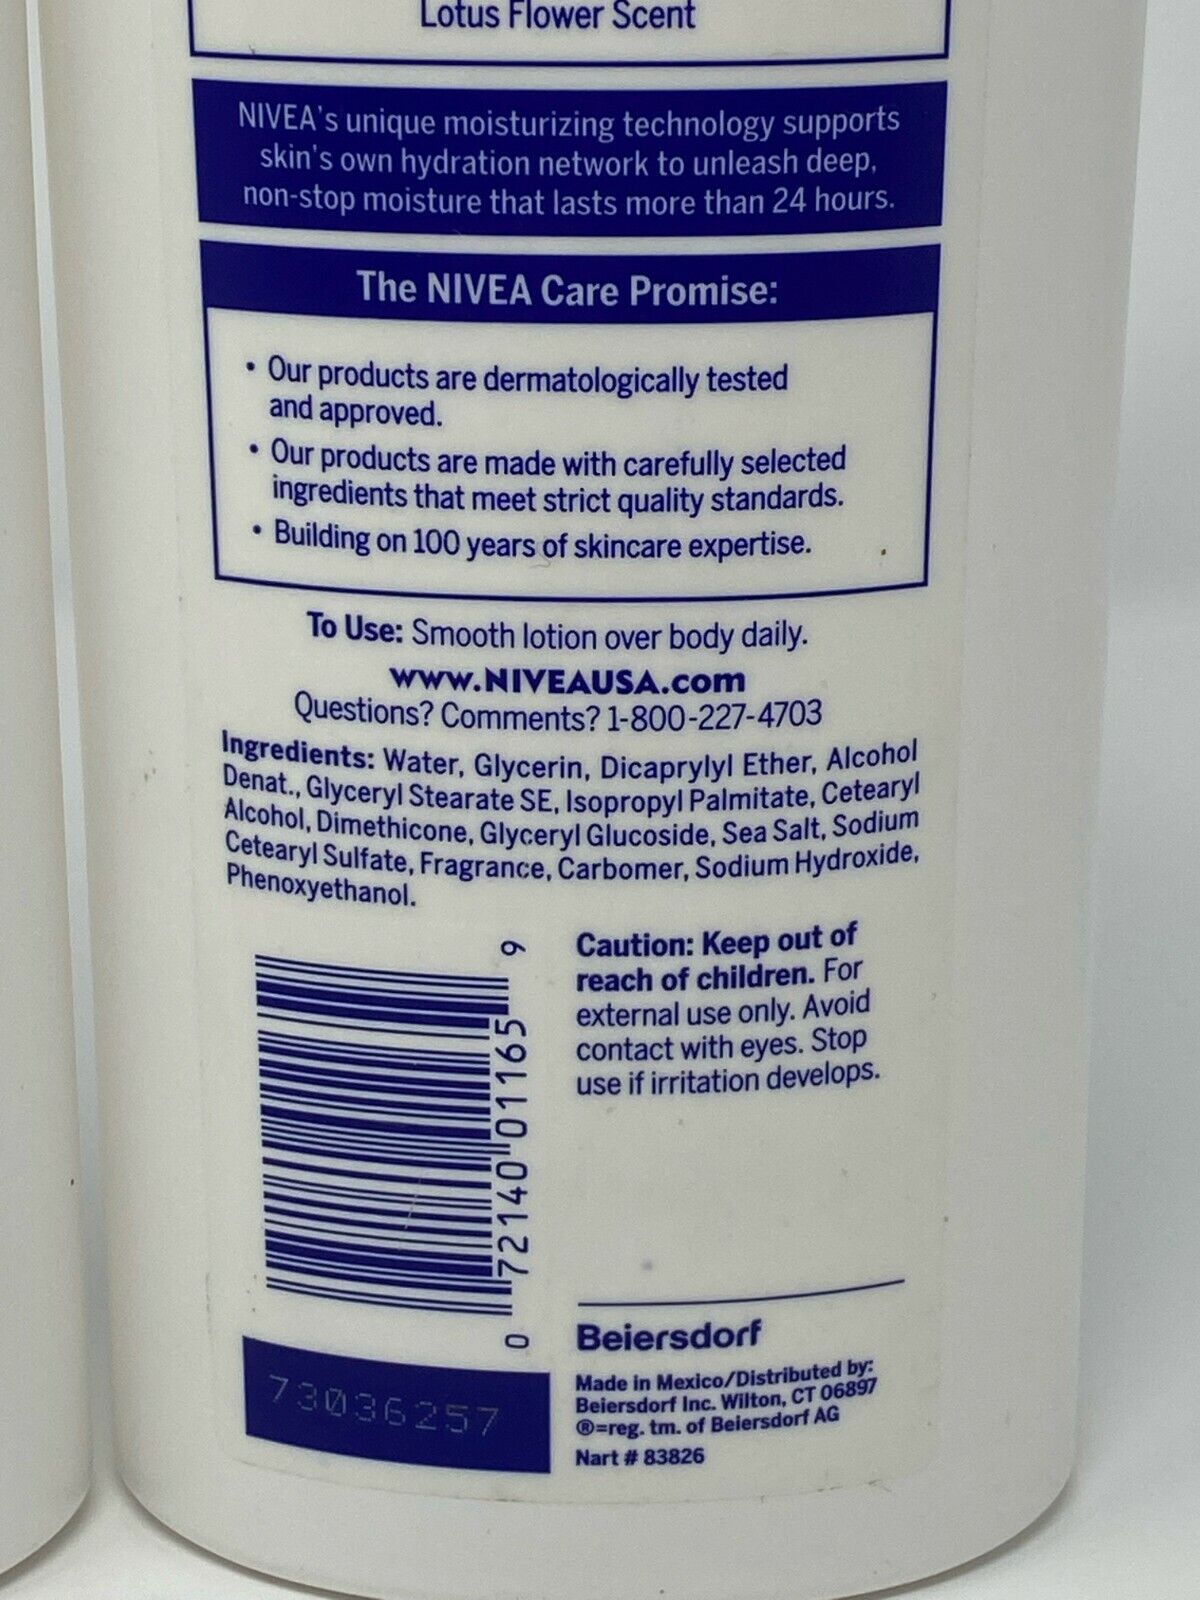 Lotus Flower Scent
NIVEA's unique moisturizing technology supports
skin's own hydration network to unleash deep,
non-stop moisture that lasts more than 24 hours.
The NIVEA Care Promise:
• Our products are dermatologically tested
and approved.
• Our products are made with carefully selected
ingredients that meet strict quality standards.
• Building on 100 years of skincare expertise.
To Use: Smooth lotion over body daily.
www.NIVEAUSA.com
Questions? Comments? 1-800-227-4703
Ingredients: Water, Glycerin, Dicaprylyl Ether, Alcohol
Denat., Glyceryl Stearate SE, Isopropyl Palmitate, Cetearyl
Alcohol, Dimethicone, Glyceryl Glucoside, Sea Salt, Sodium
Cetearyl Sulfate, Fragrance, Carbomer, Sodium Hydroxide,
Phenoxyethanol.
0 72140 01165 9
Caution: Keep out of
reach of children. For
external use only. Avoid
contact with eyes. Stop
use if irritation develops.
73036257
Beiersdorf
Made in Mexico/Distributed by:
Beiersdorf Inc. Wilton, CT 06897
®=reg. tm. of Beiersdorf AG
Nart # 83826